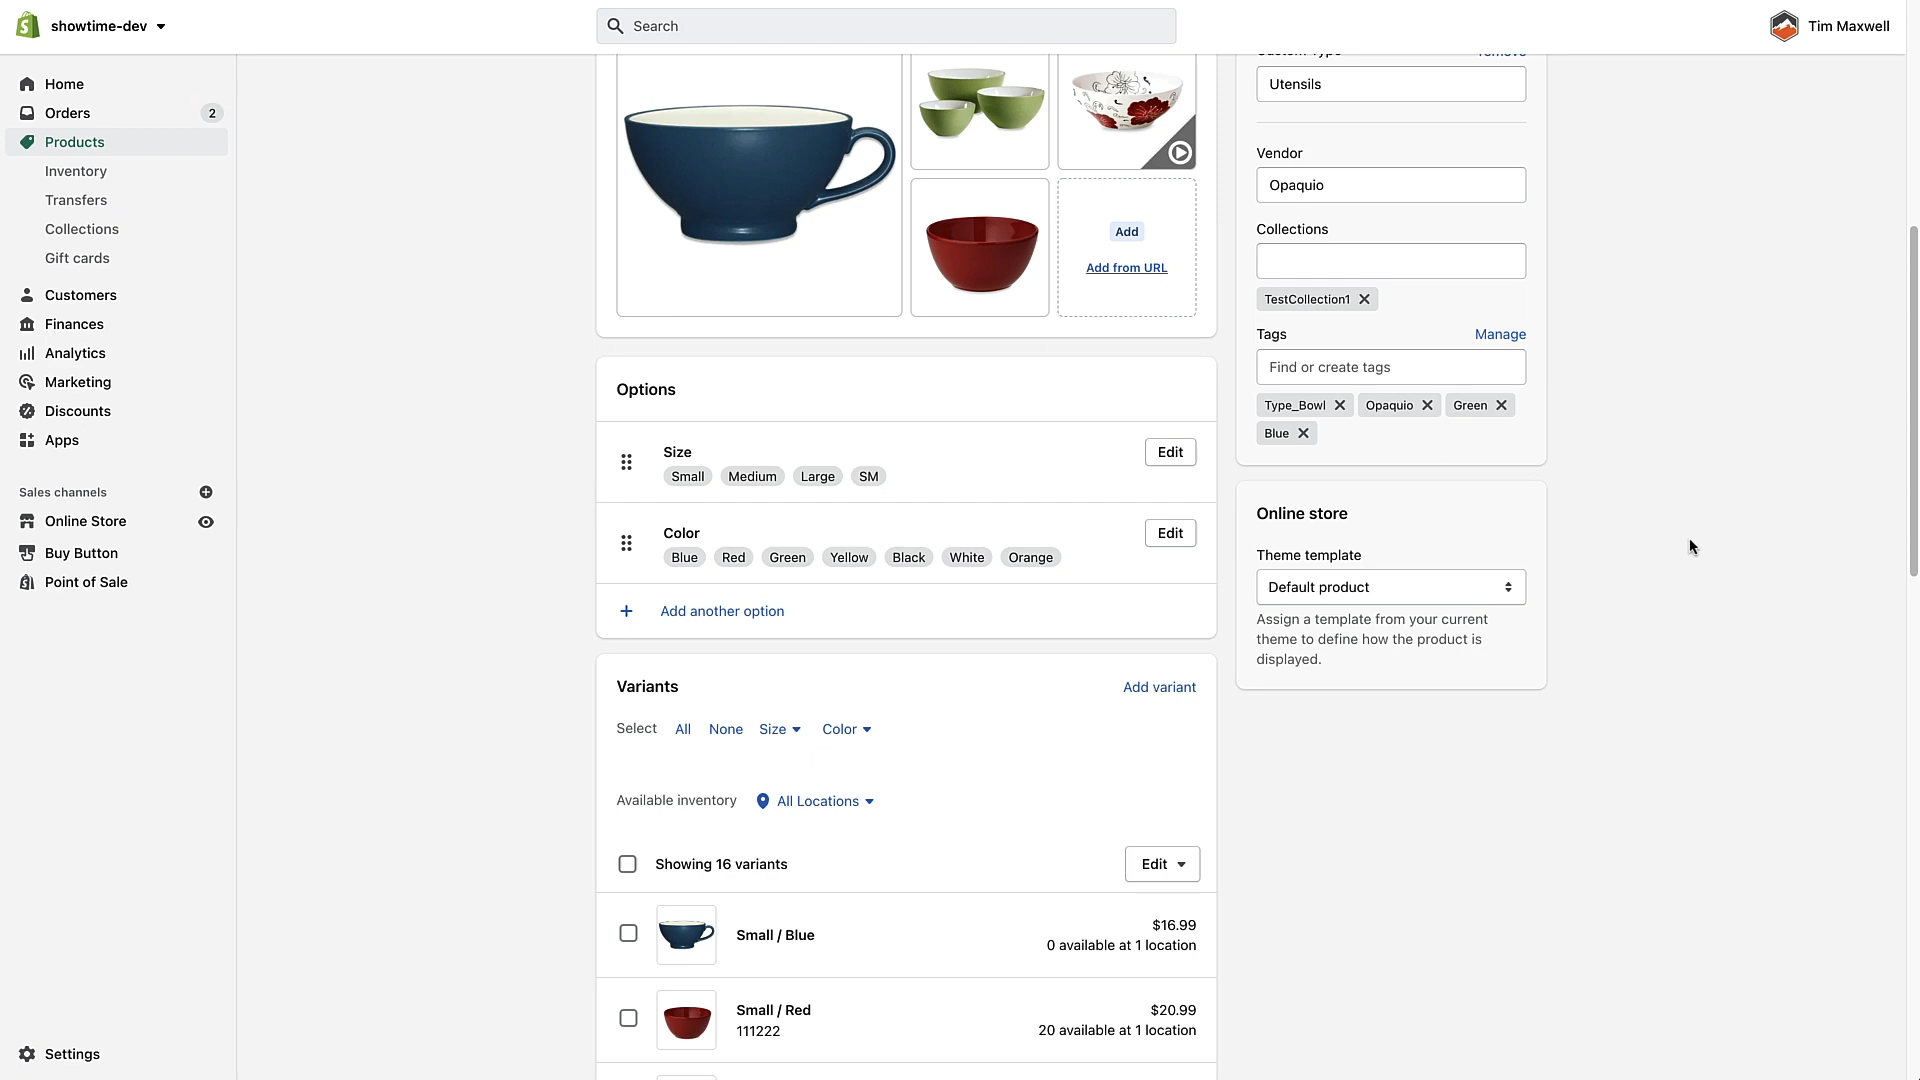 showtime-dev
Search
Tim Maxwell
Home
Orders 2
Products
Inventory
Transfers
Collections
Gift cards
Customers
Finances
Analytics
Marketing
Discounts
Apps
Sales channels
Online Store
Buy Button
Point of Sale
Settings
Add
Add from URL
Options
Size
Edit
Small Medium Large SM
Color
Edit
Blue Red Green Yellow Black White Orange
Add another option
Variants
Add variant
Select All None Size Color
Available inventory All Locations
Showing 16 variants
Edit
Small / Blue
$16.99
0 available at 1 location
Small / Red
111222
$20.99
20 available at 1 location
Utensils
Vendor
Opaquio
Collections
TestCollection1
Tags
Manage
Find or create tags
Type_Bowl Opaquio Green
Blue
Online store
Theme template
Default product
Assign a template from your current
theme to define how the product is
displayed.